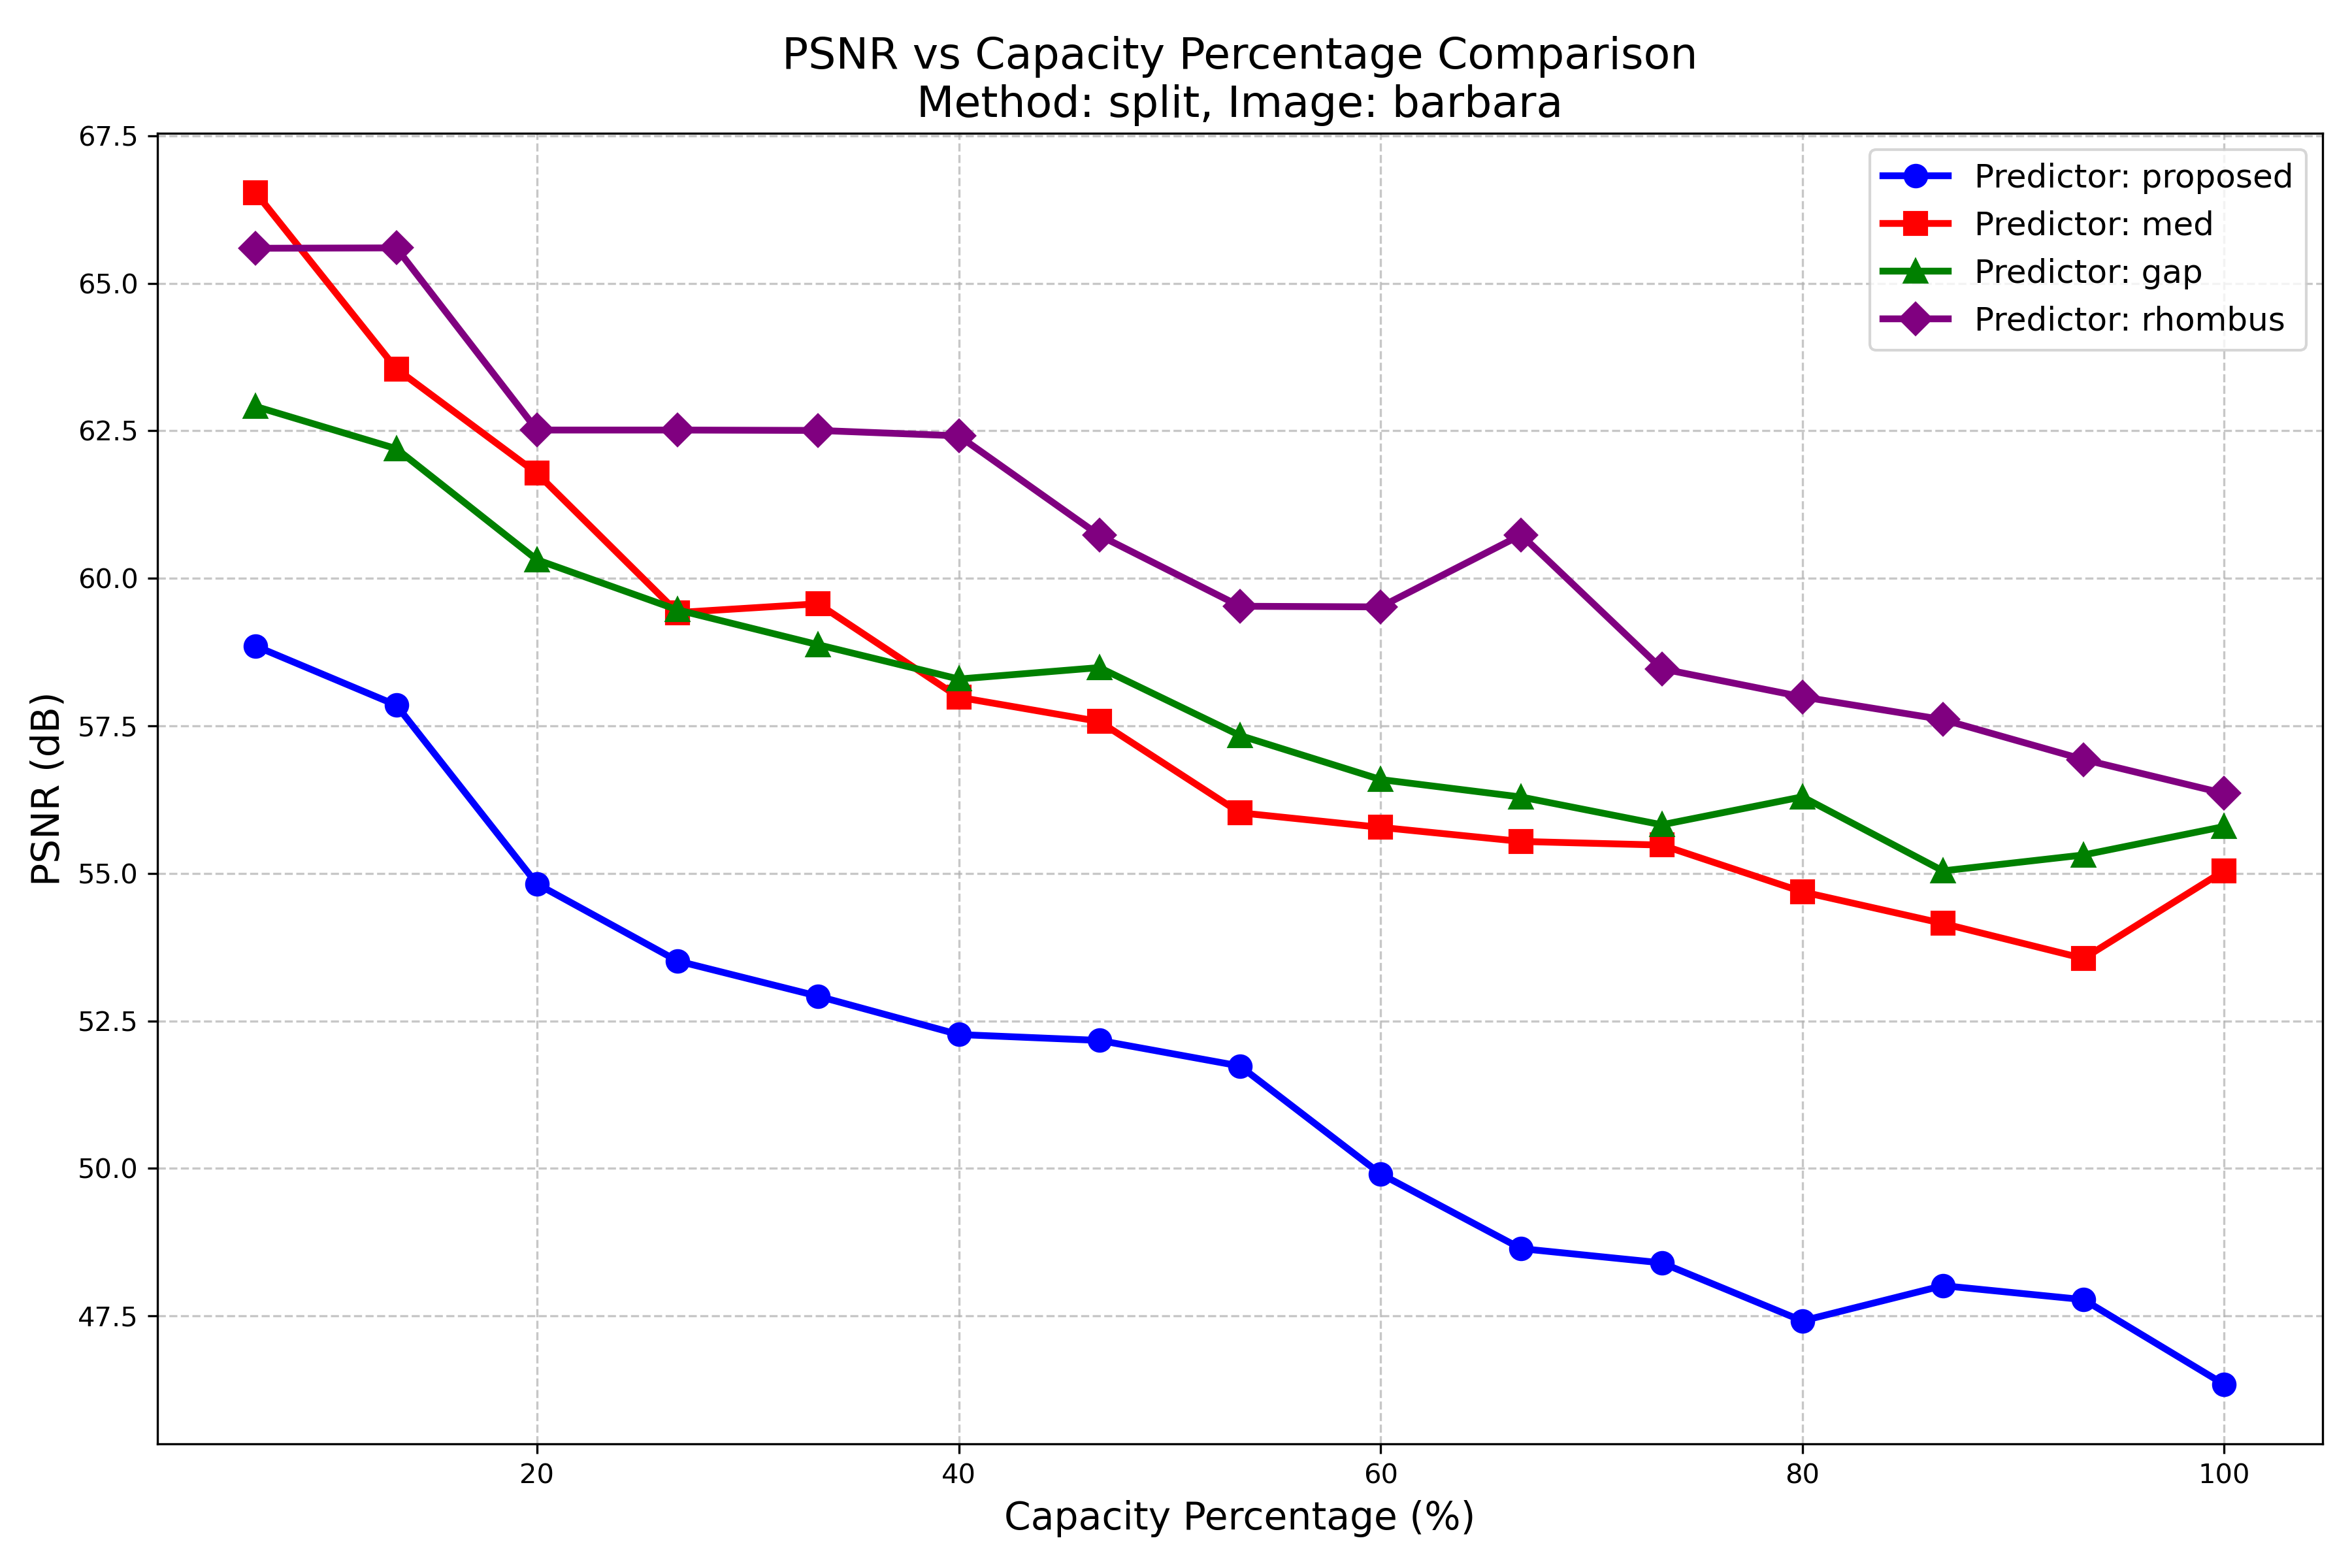 PSNR vs Capacity Percentage Comparison
Method: split, Image: barbara
67.5
65.0
62.5
60.0
57.5
55.0
52.5
50.0
47.5
PSNR (dB)
Predictor: proposed
Predictor: med
Predictor: gap
Predictor: rhombus
20 40 60 80 100
Capacity Percentage (%)